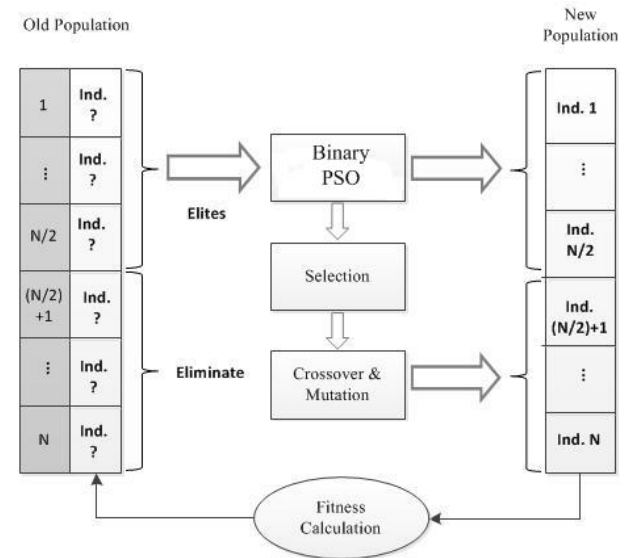 Old Population
New
Population
1
Ind.
?
⋮
Ind.
?
N/2
Ind.
?
(N/2)
+1
Ind.
?
⋮
Ind.
?
N
Ind.
?
Elites
Eliminate
Binary
PSO
Selection
Crossover &
Mutation
Ind. 1
⋮
Ind.
N/2
Ind.
(N/2)+1
⋮
Ind. N
Fitness
Calculation